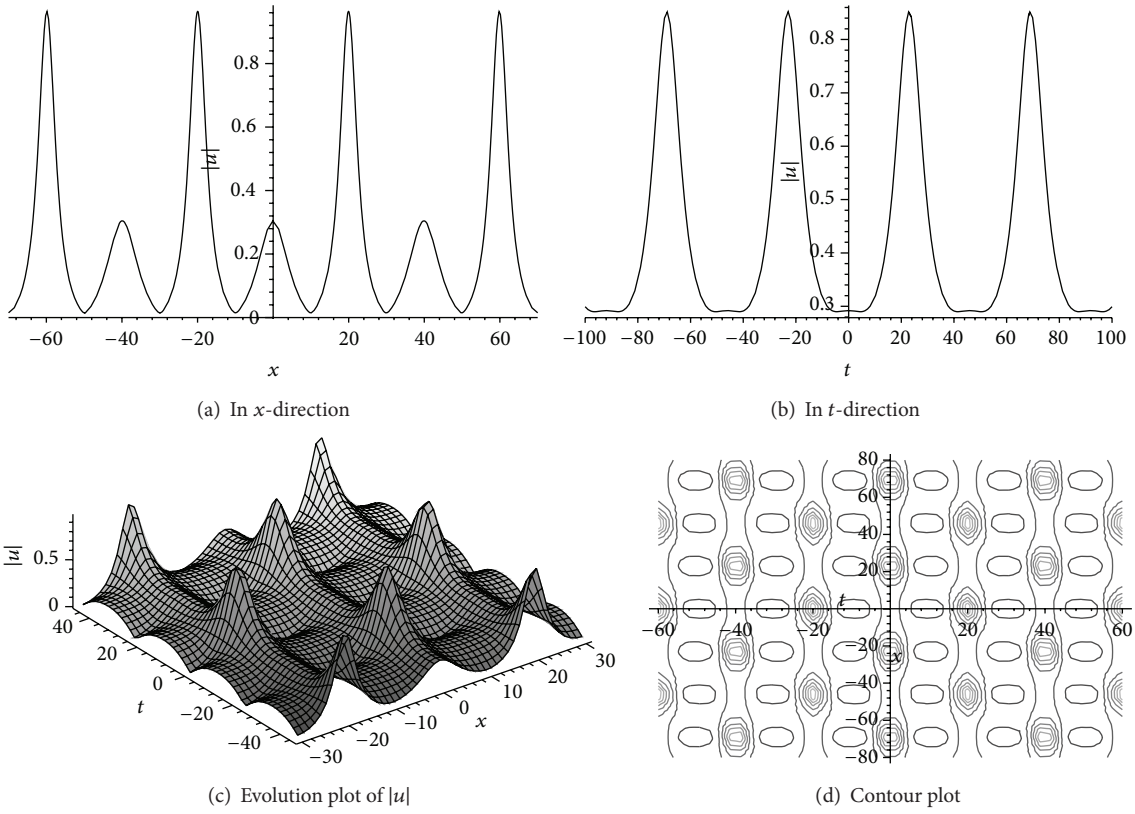 0.8
0.6
|u|
0.4
0.2
0
−60 −40 −20 20 40 60
x
(a) In x-direction
0.8
0.7
0.6
|u|
0.5
0.4
0.3
−100 −80 −60 −40 −20 0 20 40 60 80 100
t
(b) In t-direction
|u|
0.5
0
40
20
0
−20
−40
t
−30
−20
−10
0
10
20
30
x
(c) Evolution plot of |u|
80
60
40
20
t
−60 −40 −20 20 40 60
−20
x
−40
−60
−80
(d) Contour plot